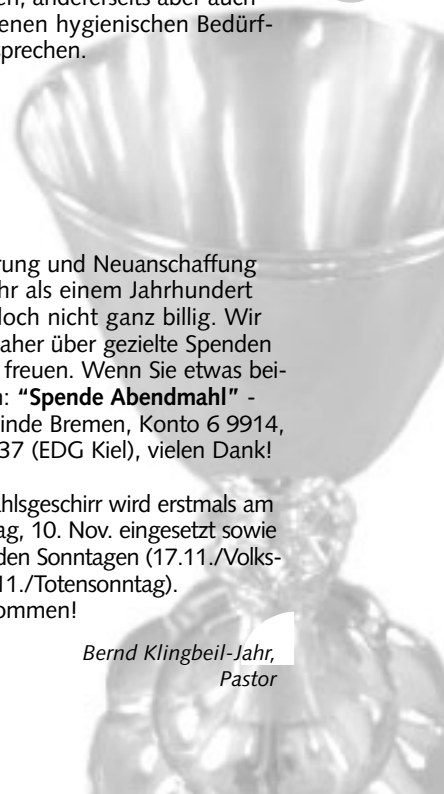 en, andererseits aber auch
enen hygienischen Bedürf-
sprechen.
rung und Neuanschaffung
hr als einem Jahrhundert
doch nicht ganz billig. Wir
aher über gezielte Spenden
freuen. Wenn Sie etwas bei-
n: "Spende Abendmahl" -
inde Bremen, Konto 6 9914,
37 (EDG Kiel), vielen Dank!
ahlsgeschirr wird erstmals am
ag, 10. Nov. eingesetzt sowie
den Sonntagen (17.11./Volks-
11./Totensonntag).
ommen!
Bernd Klingbeil-Jahr,
Pastor